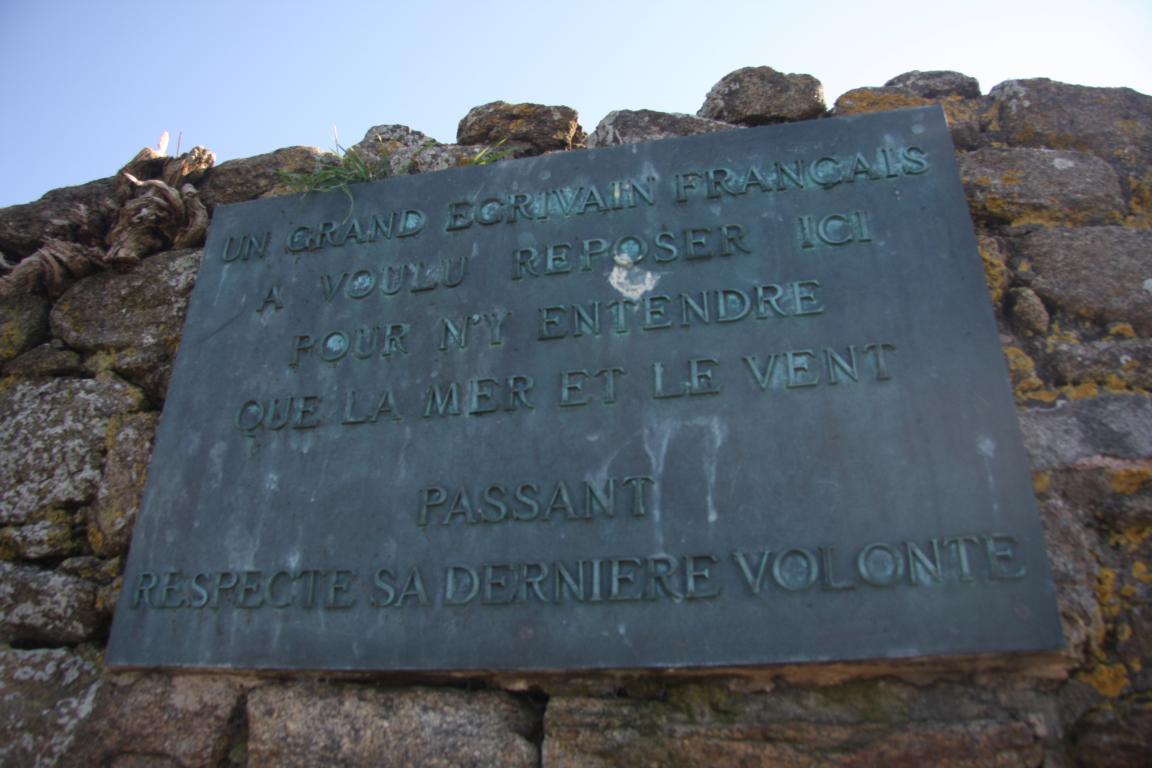 UN GRAND ECRIVAIN FRANÇAIS
A VOULU REPOSER ICI
POUR N'Y ENTENDRE
QUE LA MER ET LE VENT
PASSANT
RESPECTE SA DERNIERE VOLONTE